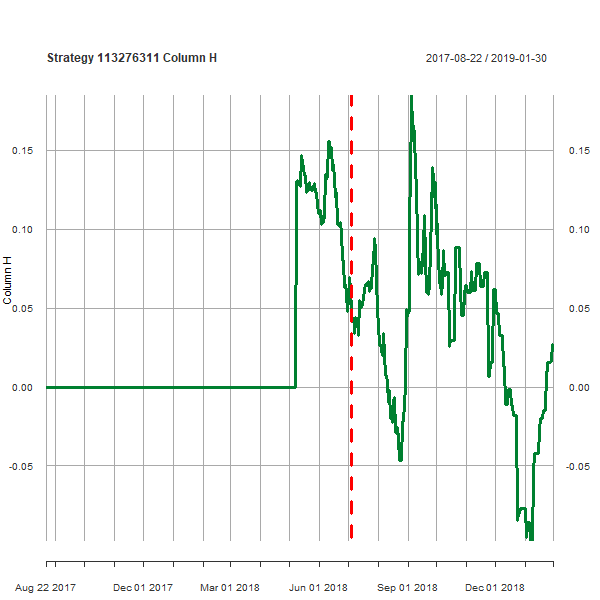 Strategy 113276311 Column H
2017-08-22 / 2019-01-30
Column H
0.15
0.10
0.05
0.00
-0.05
0.15
0.10
0.05
0.00
-0.05
Aug 22 2017
Dec 01 2017
Mar 01 2018
Jun 01 2018
Sep 01 2018
Dec 01 2018